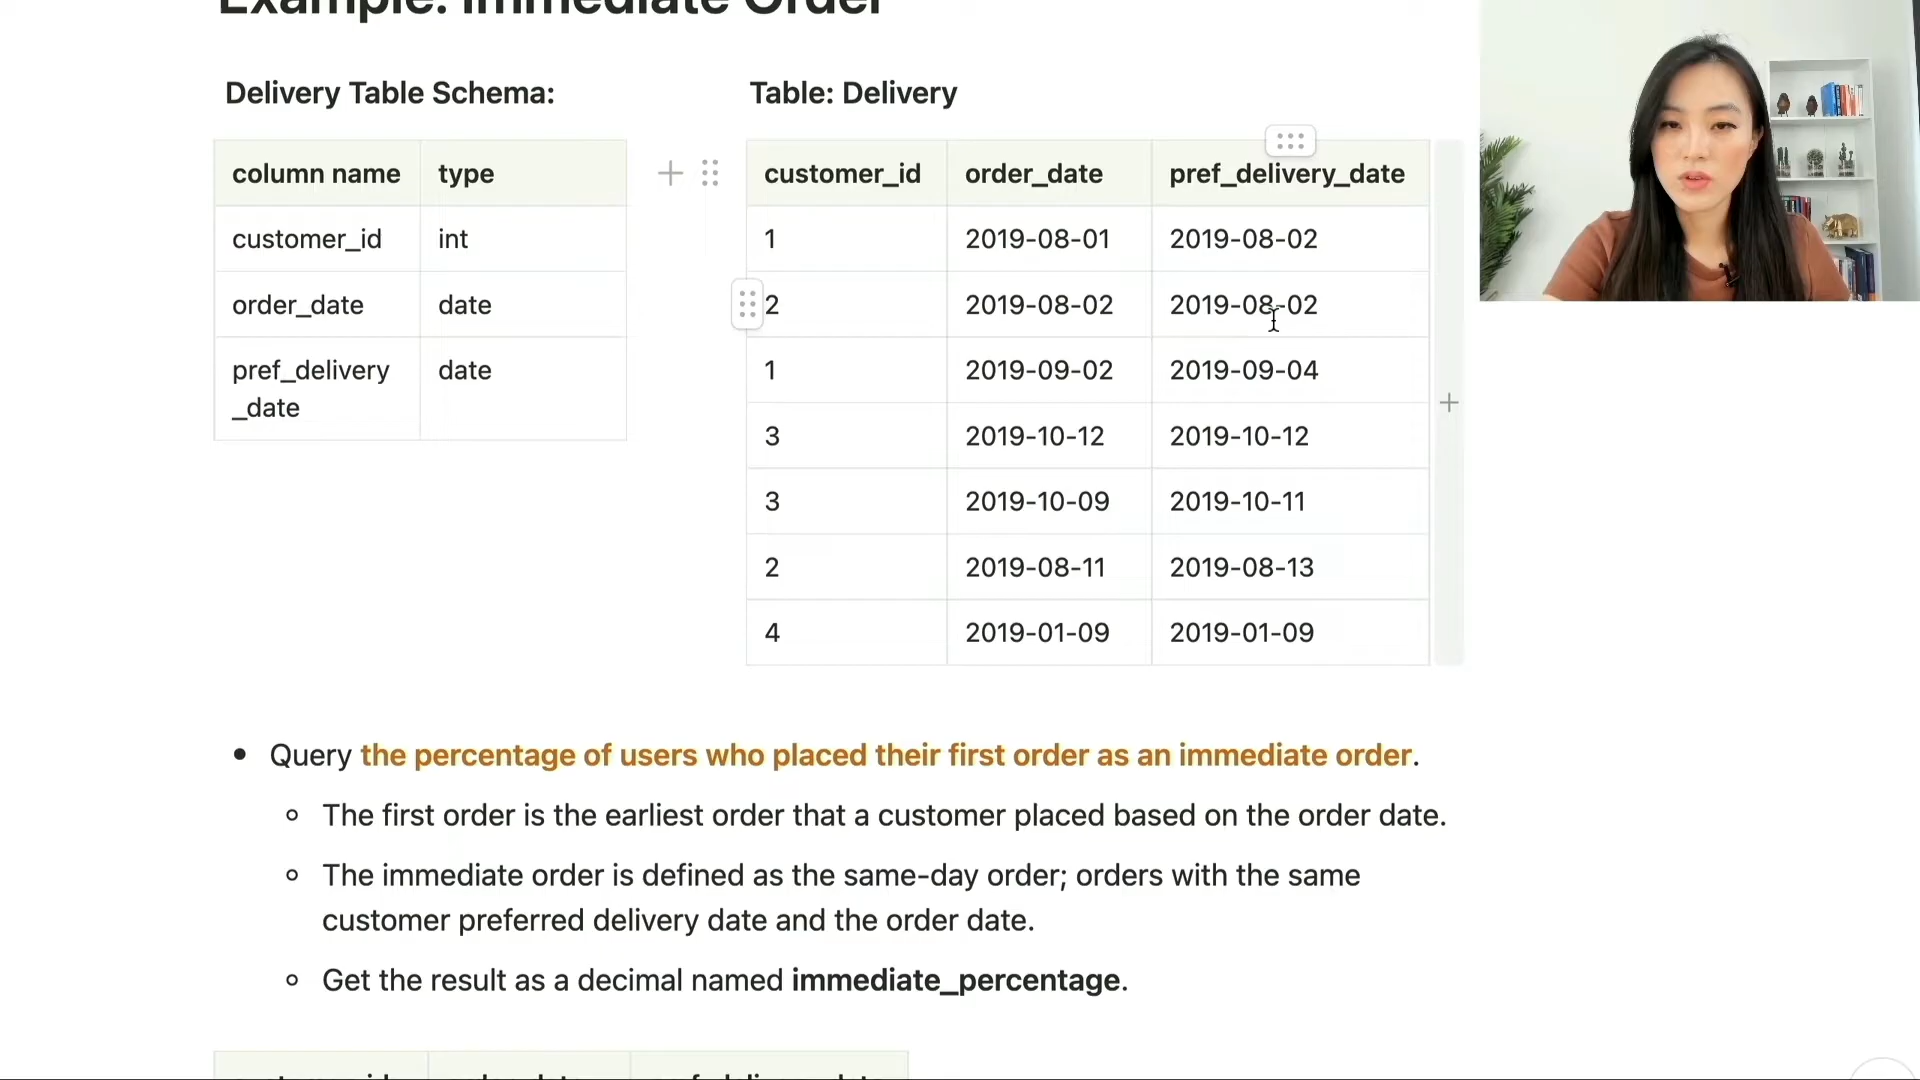 Example: Immediate Order
Delivery Table Schema:
Table: Delivery
column name type
customer_id int
order_date date
pref_delivery
_date date
customer_id order_date pref_delivery_date
1 2019-08-01 2019-08-02
2 2019-08-02 2019-08-02
1 2019-09-02 2019-09-04
3 2019-10-12 2019-10-12
3 2019-10-09 2019-10-11
2 2019-08-11 2019-08-13
4 2019-01-09 2019-01-09
Query the percentage of users who placed their first order as an immediate order.
The first order is the earliest order that a customer placed based on the order date.
The immediate order is defined as the same-day order; orders with the same
customer preferred delivery date and the order date.
Get the result as a decimal named immediate_percentage.